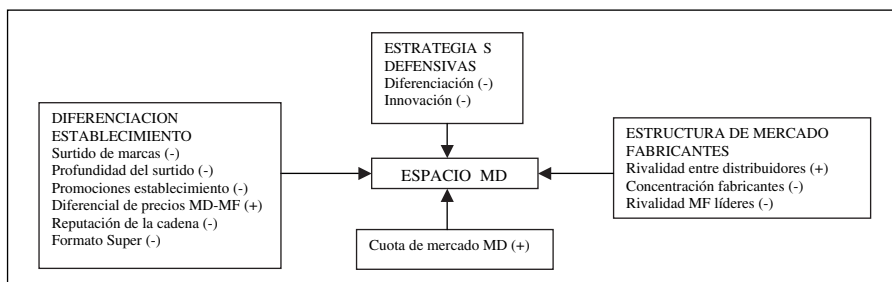 ESTRATEGIA S
DEFENSIVAS
Diferenciación (-)
Innovación (-)
DIFERENCIACION
ESTABLECIMIENTO
Surtido de marcas (-)
Profundidad del surtido (-)
Promociones establecimiento (-)
Diferencial de precios MD-MF (+)
Reputación de la cadena (-)
Formato Super (-)
ESPACIO MD
ESTRUCTURA DE MERCADO
FABRICANTES
Rivalidad entre distribuidores (+)
Concentración fabricantes (-)
Rivalidad MF líderes (-)
Cuota de mercado MD (+)